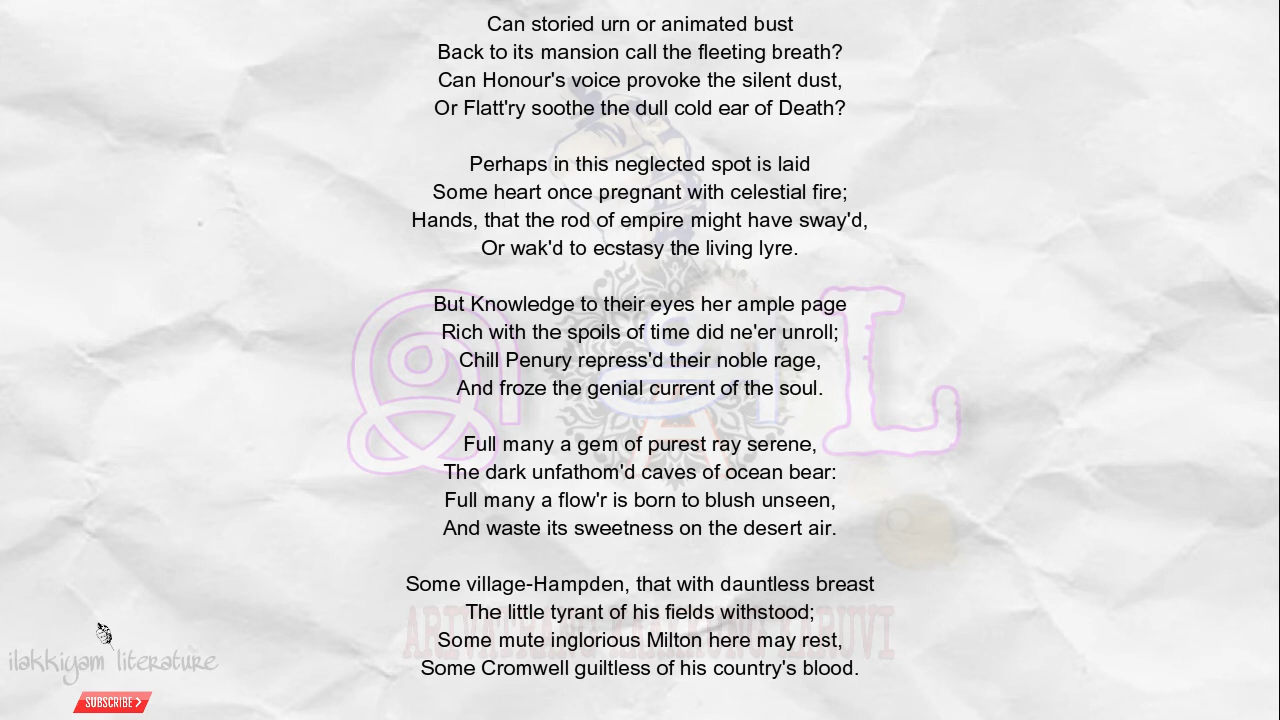 Can storied urn or animated bust
Back to its mansion call the fleeting breath?
Can Honour's voice provoke the silent dust,
Or Flatt'ry soothe the dull cold ear of Death?
Perhaps in this neglected spot is laid
Some heart once pregnant with celestial fire;
Hands, that the rod of empire might have sway'd,
Or wak'd to ecstasy the living lyre.
But Knowledge to their eyes her ample page
Rich with the spoils of time did ne'er unroll;
Chill Penury repress'd their noble rage,
And froze the genial current of the soul.
Full many a gem of purest ray serene,
The dark unfathom'd caves of ocean bear:
Full many a flow'r is born to blush unseen,
And waste its sweetness on the desert air.
Some village-Hampden, that with dauntless breast
The little tyrant of his fields withstood;
Some mute inglorious Milton here may rest,
Some Cromwell guiltless of his country's blood.
இ L
ilakkiyam literature
SUBSCRIBE >